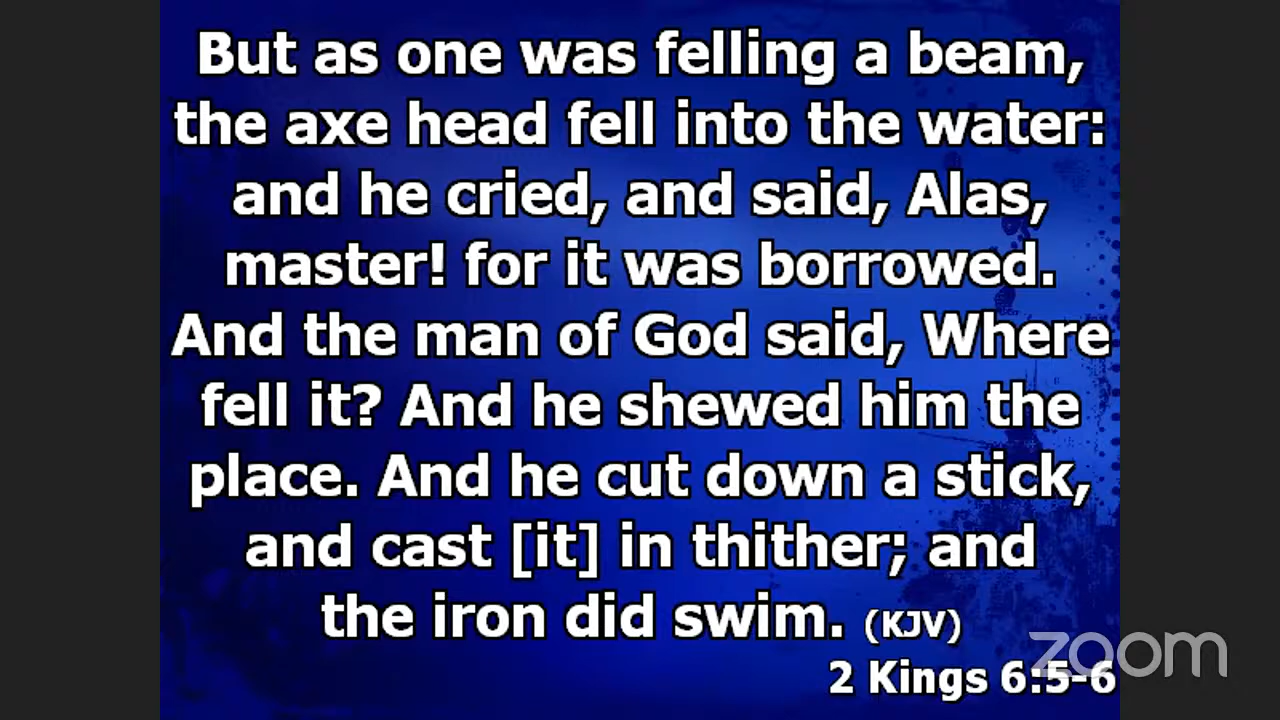 But as one was felling a beam,
the axe head fell into the water:
and he cried, and said, Alas,
master! for it was borrowed.
And the man of God said, Where
fell it? And he shewed him the
place. And he cut down a stick,
and cast [it] in thither; and
the iron did swim. (KJV)
zoom
2 Kings 6:5-6